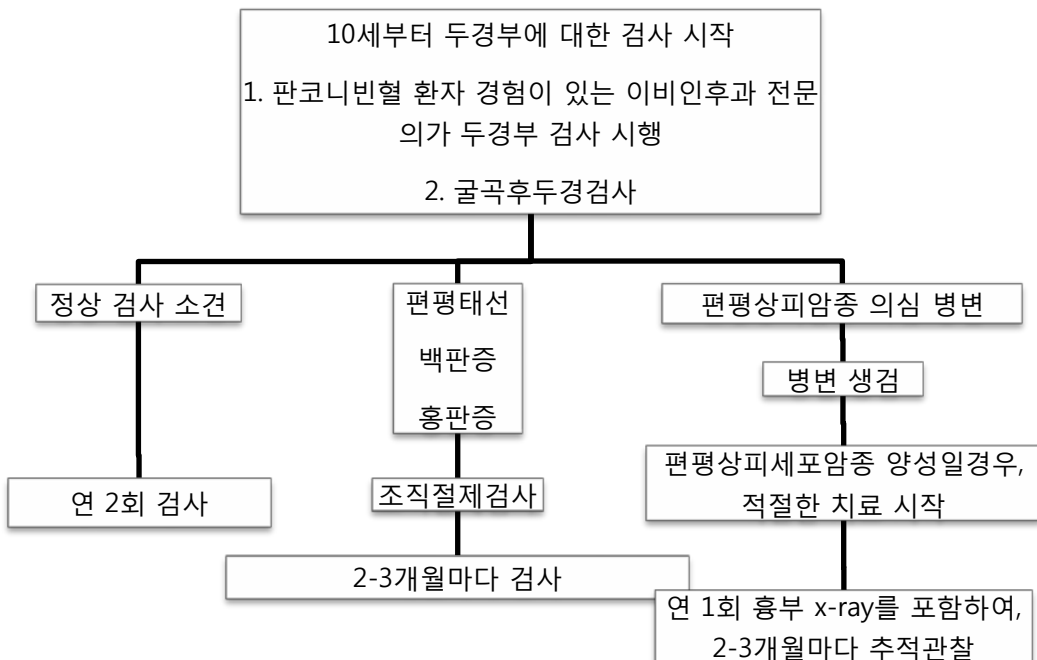 10세부터 두경부에 대한 검사 시작
1. 판코니빈혈 환자 경험이 있는 이비인후과 전문
의가 두경부 검사 시행
2. 굴곡후두경검사
정상 검사 소견
연 2회 검사
편평태선
백판증
홍판증
조직절제검사
2-3개월마다 검사
편평상피암종 의심 병변
병변 생검
편평상피세포암종 양성일경우,
적절한 치료 시작
연 1회 흉부 x-ray를 포함하여,
2-3개월마다 추적관찰